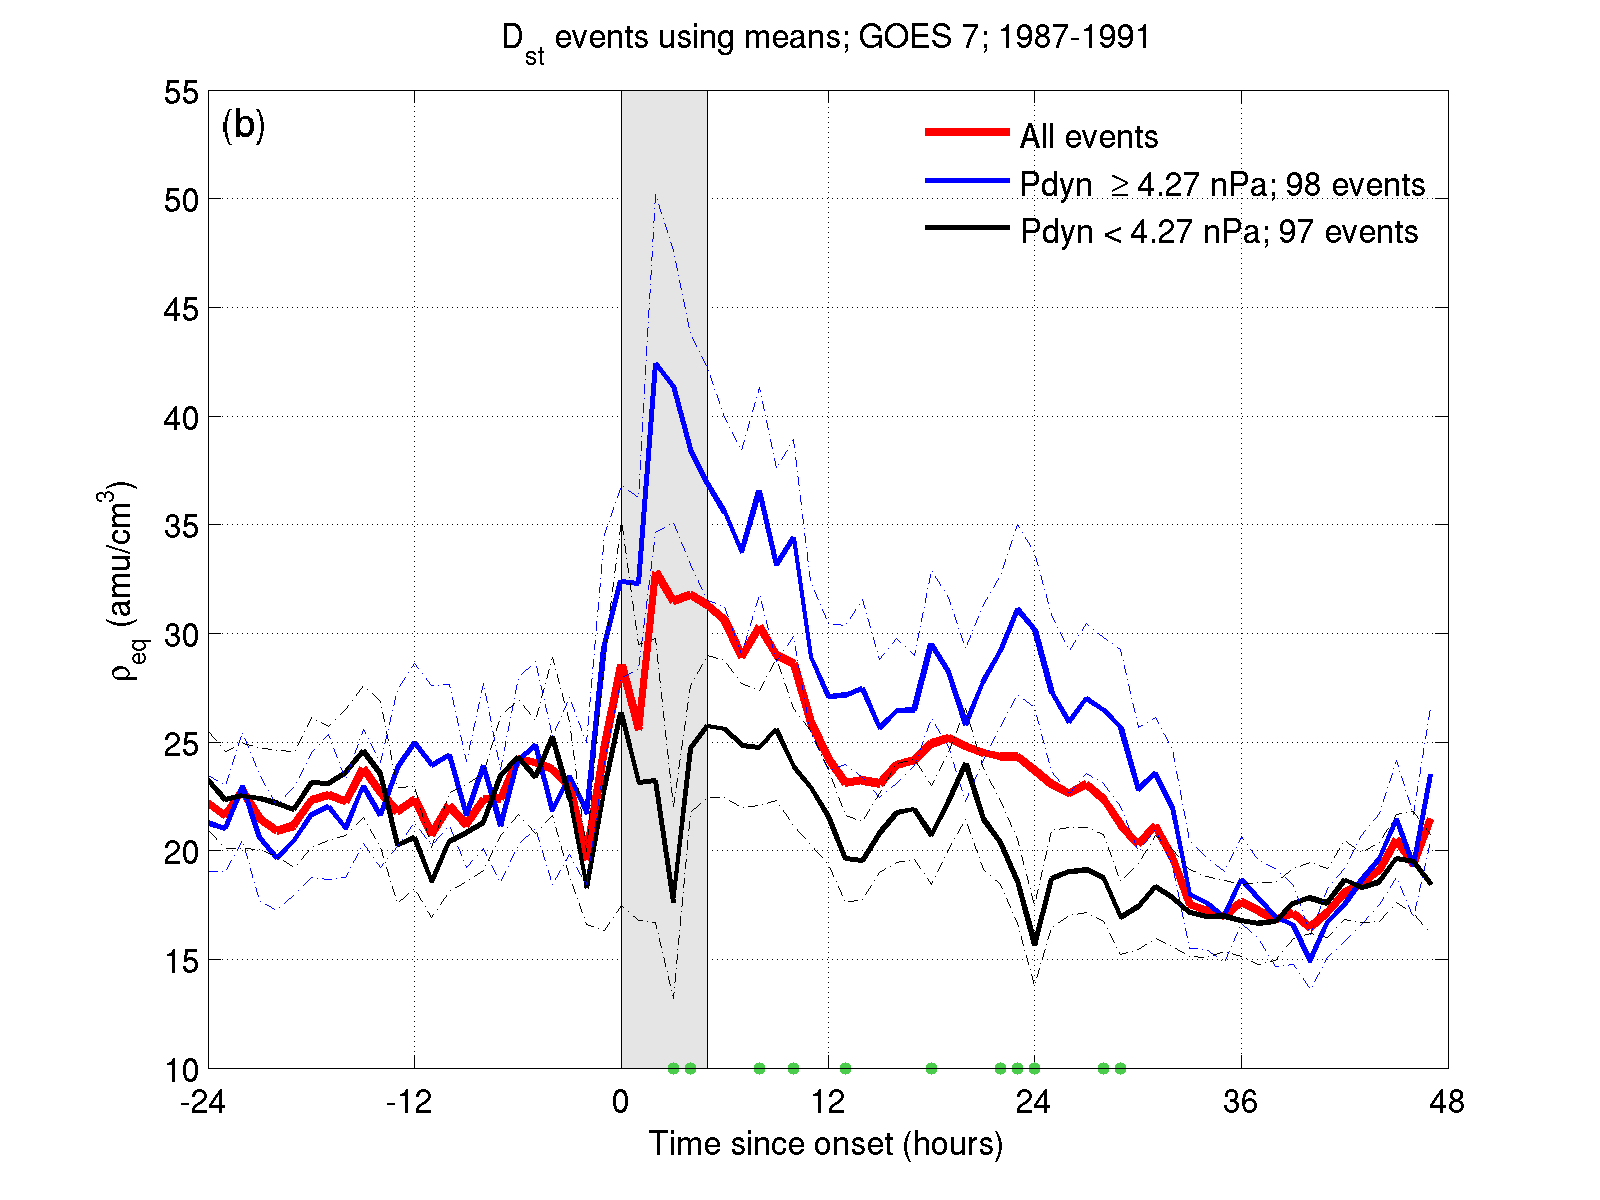 D_st events using means; GOES 7; 1987-1991
(b)
All events
Pdyn ≥ 4.27 nPa; 98 events
Pdyn < 4.27 nPa; 97 events
55
50
45
40
35
30
25
20
15
10
ρ_eq (amu/cm³)
-24 -12 0 12 24 36 48
Time since onset (hours)